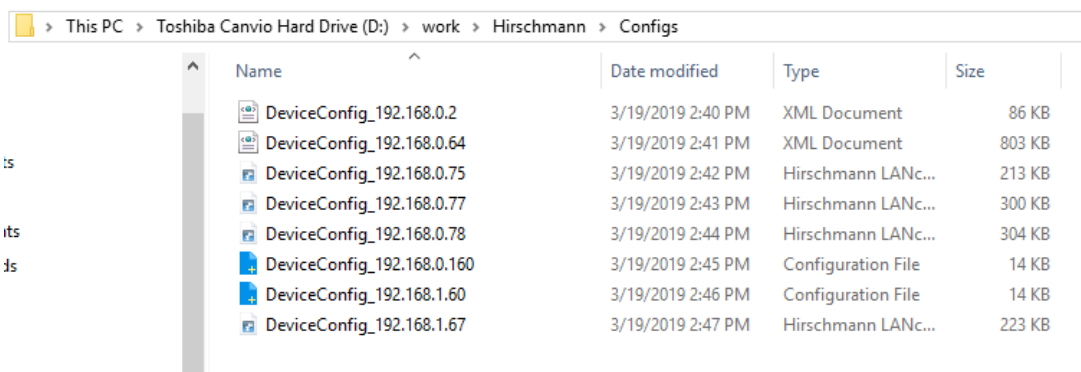 This PC > Toshiba Canvio Hard Drive (D:) > work > Hirschmann > Configs
Name Date modified Type Size
DeviceConfig_192.168.0.2 3/19/2019 2:40 PM XML Document 86 KB
DeviceConfig_192.168.0.64 3/19/2019 2:41 PM XML Document 803 KB
ts
DeviceConfig_192.168.0.75 3/19/2019 2:42 PM Hirschmann LANc... 213 KB
DeviceConfig_192.168.0.77 3/19/2019 2:43 PM Hirschmann LANc... 300 KB
DeviceConfig_192.168.0.78 3/19/2019 2:44 PM Hirschmann LANc... 304 KB
nts
ds
DeviceConfig_192.168.0.160 3/19/2019 2:45 PM Configuration File 14 KB
DeviceConfig_192.168.1.60 3/19/2019 2:46 PM Configuration File 14 KB
DeviceConfig_192.168.1.67 3/19/2019 2:47 PM Hirschmann LANc... 223 KB